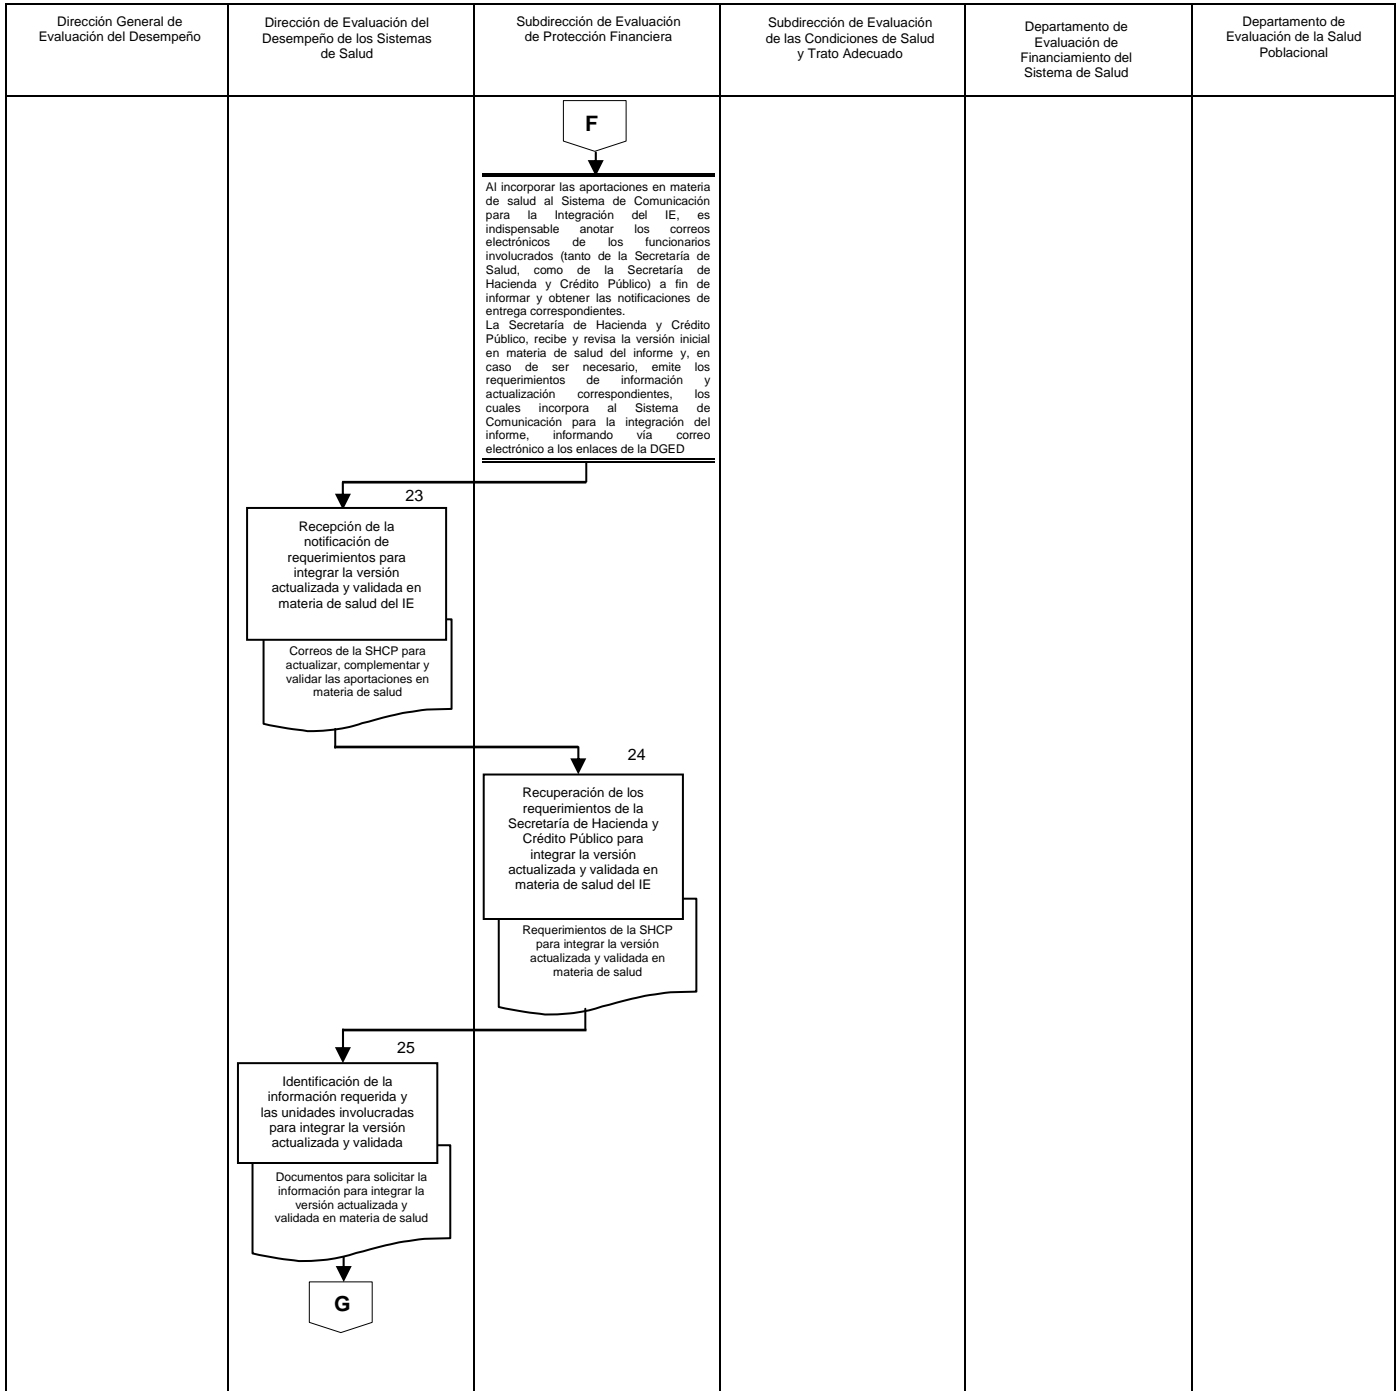 Dirección General de
Evaluación del Desempeño
Dirección de Evaluación del
Desempeño de los Sistemas
de Salud
Subdirección de Evaluación
de Protección Financiera
Subdirección de Evaluación
de las Condiciones de Salud
y Trato Adecuado
Departamento de
Evaluación de
Financiamiento del
Sistema de Salud
Departamento de
Evaluación de la Salud
Poblacional
F
Al incorporar las aportaciones en materia
de salud al Sistema de Comunicación
para la Integración del IE, es
indispensable anotar los correos
electrónicos de los funcionarios
involucrados (tanto de la Secretaría de
Salud, como de la Secretaría de
Hacienda y Crédito Público) a fin de
informar y obtener las notificaciones de
entrega correspondientes.
La Secretaría de Hacienda y Crédito
Público, recibe y revisa la versión inicial
en materia de salud del informe y, en
caso de ser necesario, emite los
requerimientos de información y
actualización correspondientes, los
cuales incorpora al Sistema de
Comunicación para la integración del
informe, informando vía correo
electrónico a los enlaces de la DGED
23
Recepción de la
notificación de
requerimientos para
integrar la versión
actualizada y validada en
materia de salud del IE
Correos de la SHCP para
actualizar, complementar y
validar las aportaciones en
materia de salud
24
Recuperación de los
requerimientos de la
Secretaría de Hacienda y
Crédito Público para
integrar la versión
actualizada y validada en
materia de salud del IE
Requerimientos de la SHCP
para integrar la versión
actualizada y validada en
materia de salud
25
Identificación de la
información requerida y
las unidades involucradas
para integrar la versión
actualizada y validada
Documentos para solicitar la
información para integrar la
versión actualizada y
validada en materia de salud
G